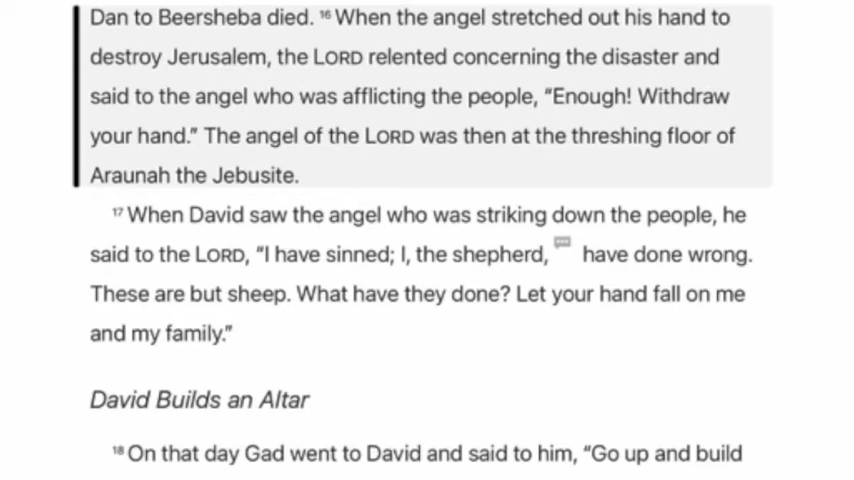 Dan to Beersheba died. 16 When the angel stretched out his hand to
destroy Jerusalem, the LORD relented concerning the disaster and
said to the angel who was afflicting the people, “Enough! Withdraw
your hand.” The angel of the LORD was then at the threshing floor of
Araunah the Jebusite.
17 When David saw the angel who was striking down the people, he
said to the LORD, “I have sinned; I, the shepherd, have done wrong.
These are but sheep. What have they done? Let your hand fall on me
and my family.”
David Builds an Altar
18 On that day Gad went to David and said to him, “Go up and build